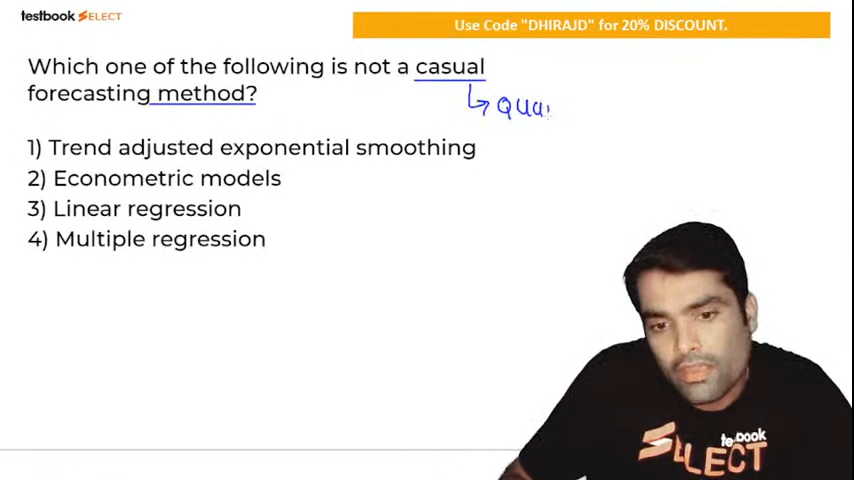 testbook SELECT
Use Code "DHIRAJD" for 20% DISCOUNT.
Which one of the following is not a casual
forecasting method?
Qua
1) Trend adjusted exponential smoothing
2) Econometric models
3) Linear regression
4) Multiple regression
testbook
SELECT